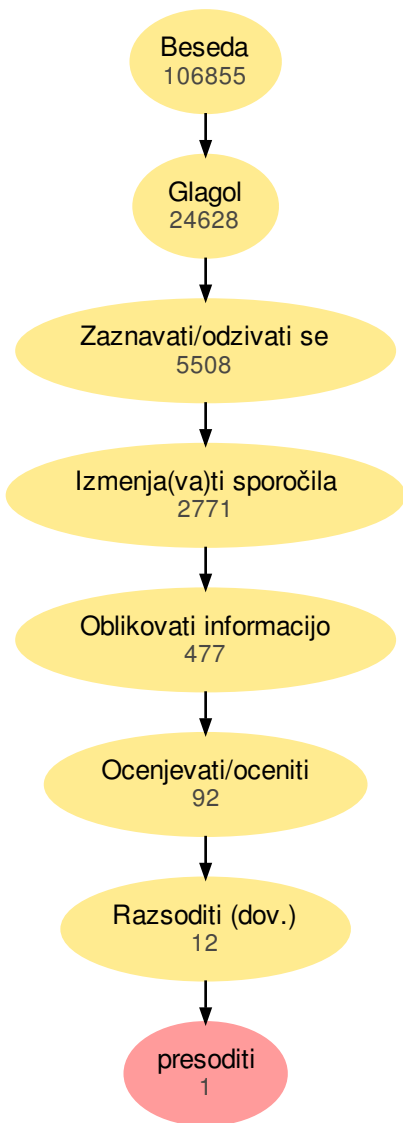 Beseda
106855
Glagol
24628
Zaznavati/odzivati se
5508
Izmenja(va)ti sporočila
2771
Oblikovati informacijo
477
Ocenjevati/oceniti
92
Razsoditi (dov.)
12
presoditi
1